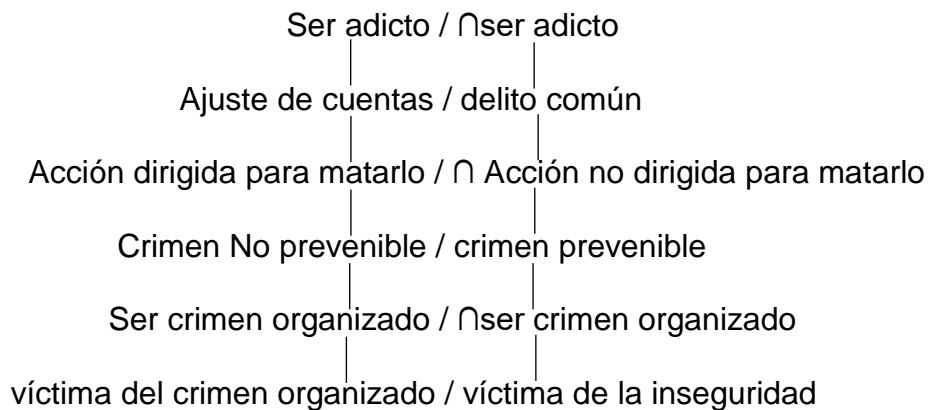 Ser adicto / ∩ser adicto
Ajuste de cuentas / delito común
Acción dirigida para matarlo / ∩ Acción no dirigida para matarlo
Crimen No prevenible / crimen prevenible
Ser crimen organizado / ∩ser crimen organizado
víctima del crimen organizado / víctima de la inseguridad